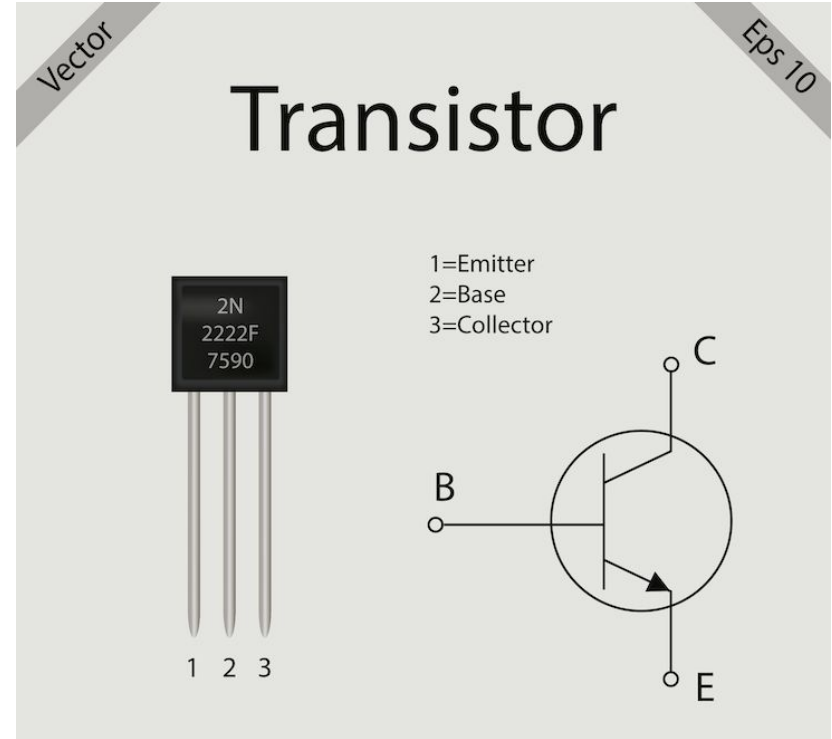 Vector
Eps 10
Transistor
2N
2222F
7590
1=Emitter
2=Base
3=Collector
C
B
E
1 2 3